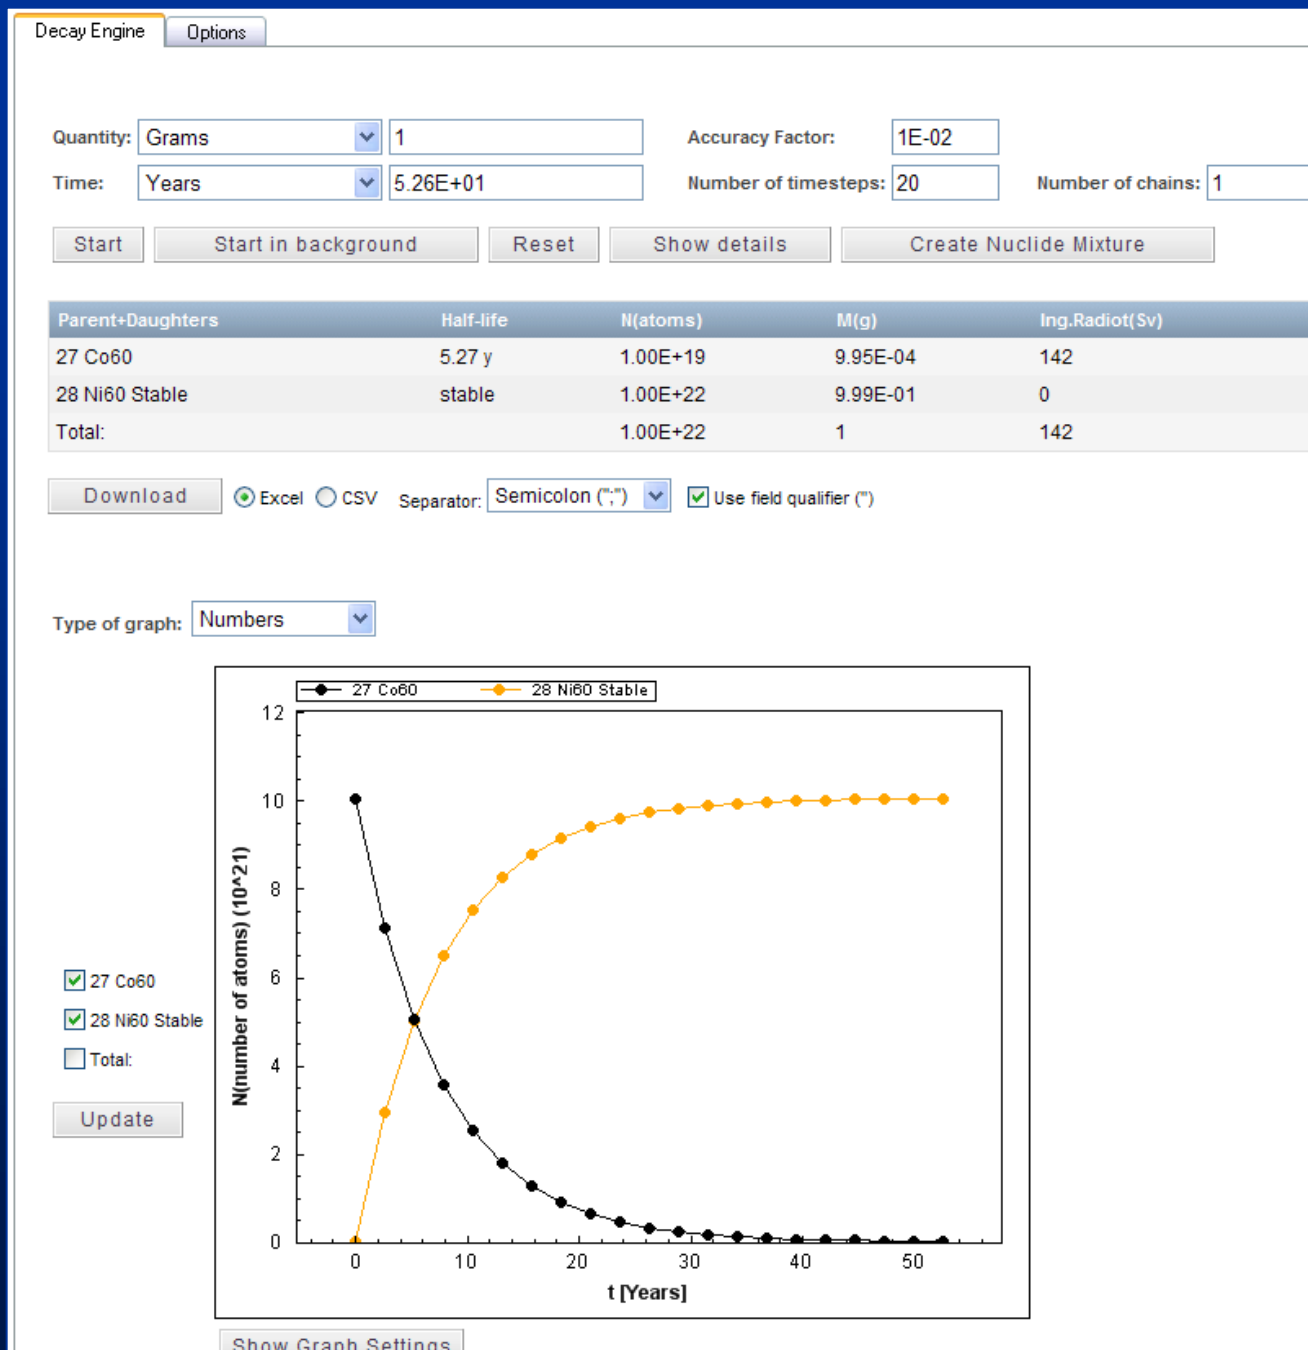 Decay Engine Options
Quantity: Grams 1 Accuracy Factor: 1E-02
Time: Years 5.26E+01 Number of timesteps: 20 Number of chains: 1
Start Start in background Reset Show details Create Nuclide Mixture
Parent+Daughters Half-life N(atoms) M(g) Ing.Radiot(Sv)
27 Co60 5.27 y 1.00E+19 9.95E-04 142
28 Ni60 Stable stable 1.00E+22 9.99E-01 0
Total: 1.00E+22 1 142
Download Excel CSV Separator: Semicolon (";") Use field qualifier (")
Type of graph: Numbers
27 Co60 28 Ni60 Stable
12
10
8
6
4
2
0
N(number of atoms) (10^21)
0 10 20 30 40 50
t [Years]
27 Co60
28 Ni60 Stable
Total:
Update
Show Graph Settings